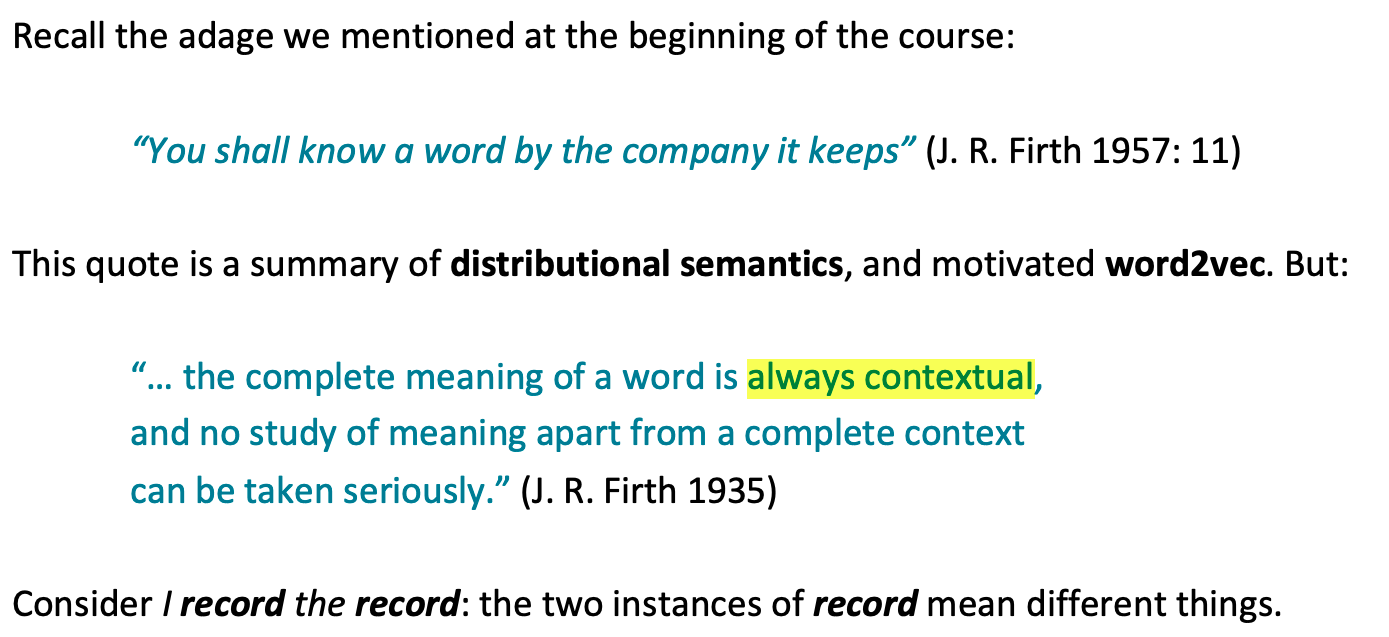 Recall the adage we mentioned at the beginning of the course:
“You shall know a word by the company it keeps” (J. R. Firth 1957: 11)
This quote is a summary of distributional semantics, and motivated word2vec. But:
“... the complete meaning of a word is always contextual,
and no study of meaning apart from a complete context
can be taken seriously.” (J. R. Firth 1935)
Consider I record the record: the two instances of record mean different things.